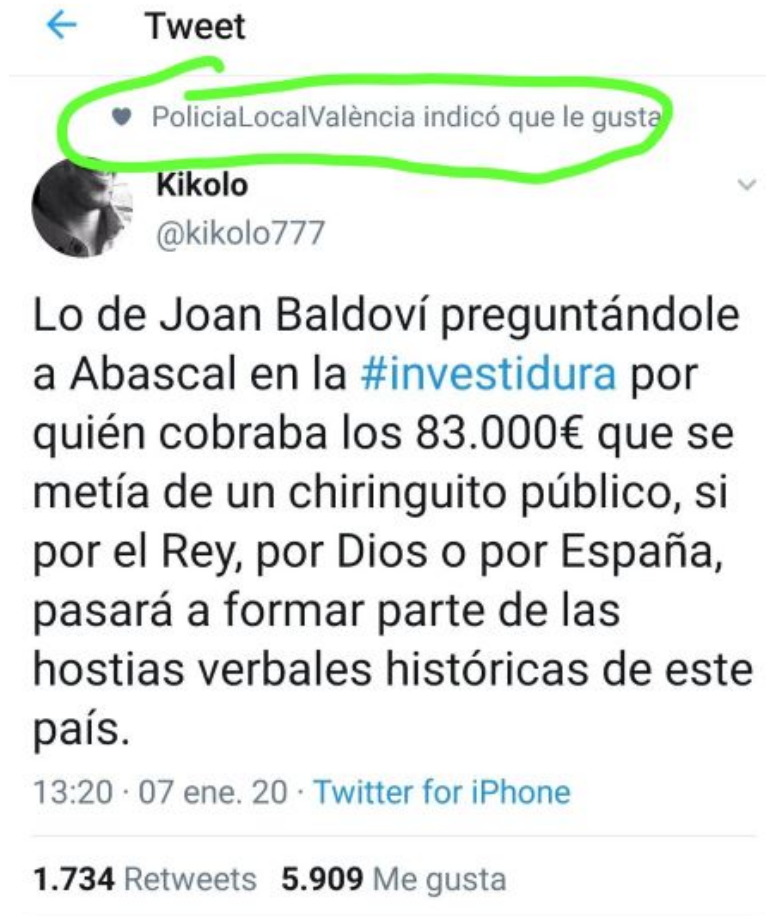 Tweet
PoliciaLocalValència indicó que le gusta
Kikolo
@kikolo777
Lo de Joan Baldoví preguntándole
a Abascal en la #investidura por
quién cobraba los 83.000€ que se
metía de un chiringuito público, si
por el Rey, por Dios o por España,
pasará a formar parte de las
hostias verbales históricas de este
país.
13:20 · 07 ene. 20 · Twitter for iPhone
1.734 Retweets 5.909 Me gusta